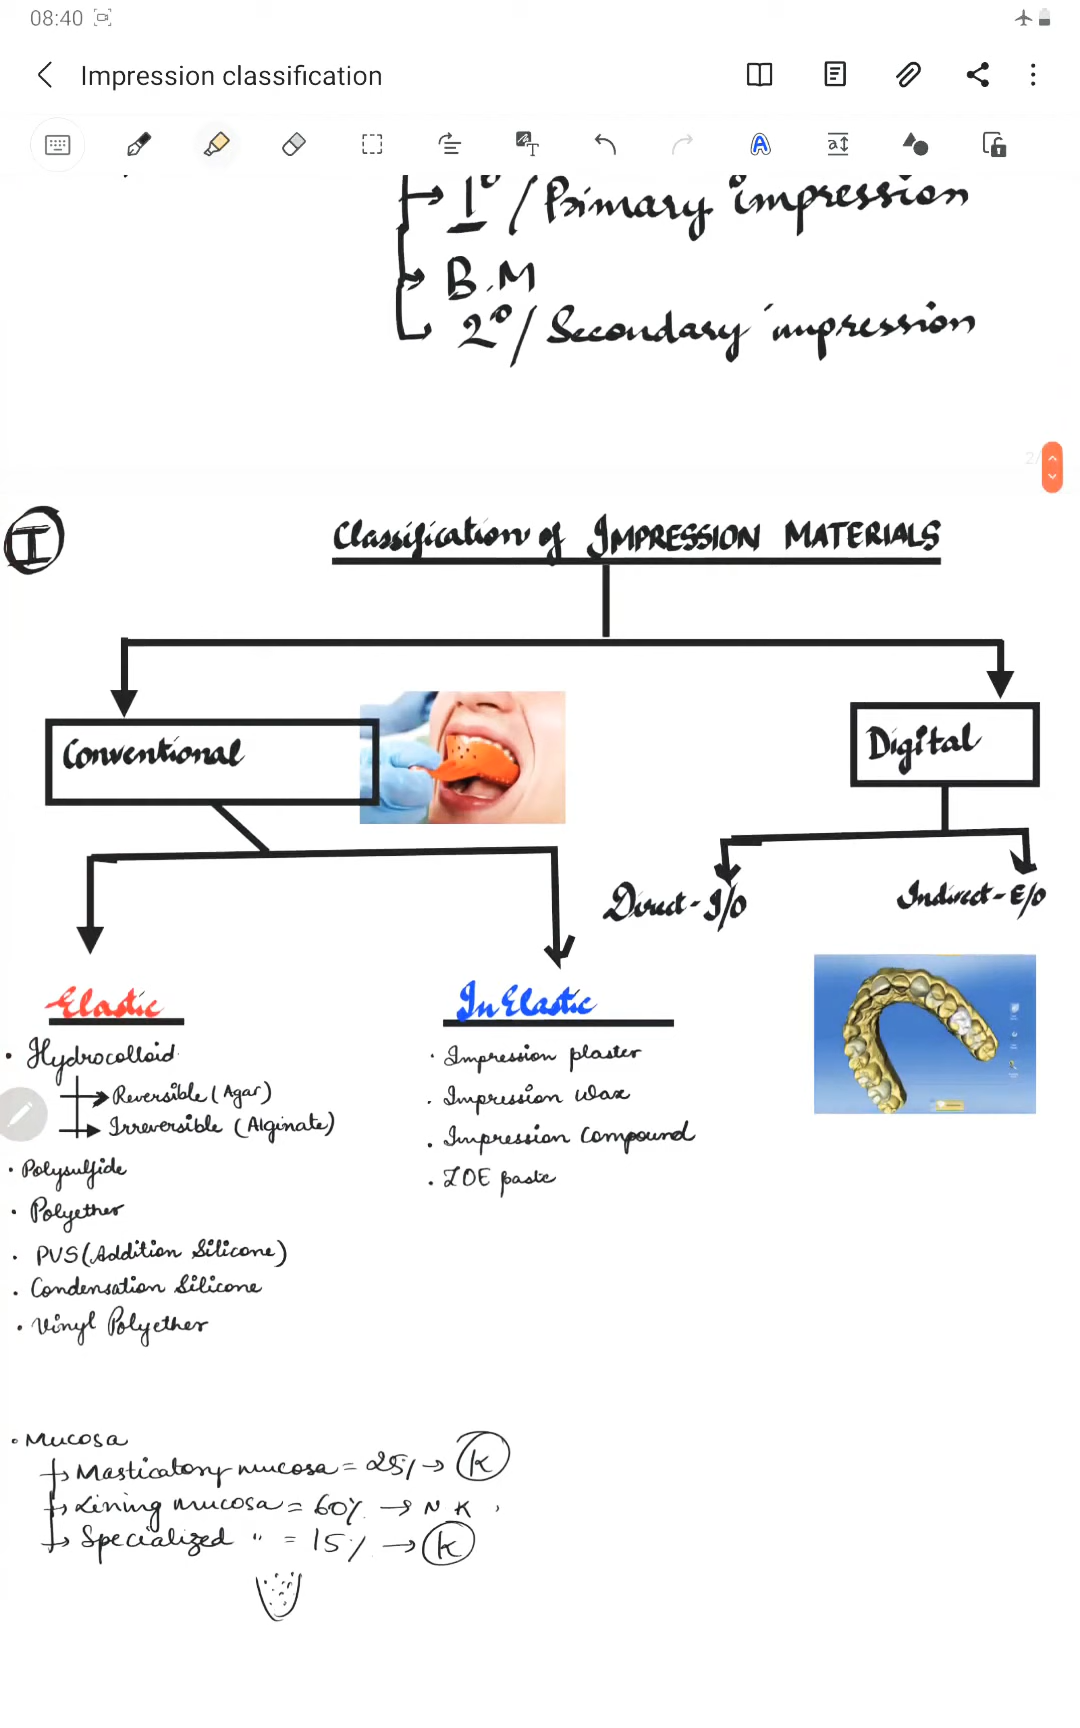 08:40
Impression classification
1° / Primary impression
B.M
2° / Secondary impression
2/
I
Classification of IMPRESSION MATERIALS
Conventional
Digital
Direct - I/O
Indirect - E/O
Elastic
InElastic
• Hydrocolloid
Reversible (Agar)
Irreversible (Alginate)
• Polysulfide
• Polyether
• PVS (Addition Silicone)
• Condensation Silicone
• Vinyl Polyether
• Impression plaster
• Impression Wax
• Impression Compound
• ZOE paste
• Mucosa
Masticatory mucosa = 25% → K
Lining mucosa = 60% → N K
Specialized " = 15% → K